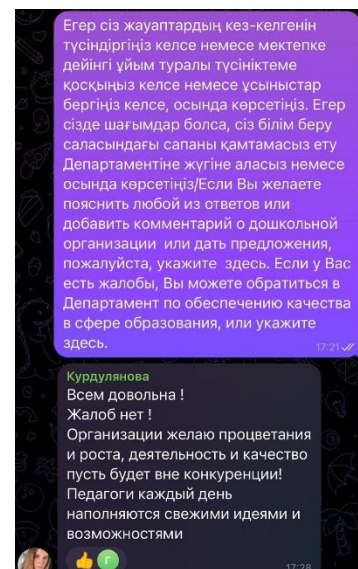 Егер сіз жауаптардың кез-келгенін
түсіндіргіңіз келсе немесе мектепке
дейінгі ұйым туралы түсініктеме
қосқыңыз келсе немесе ұсыныстар
бергіңіз келсе, осында көрсетіңіз. Егер
сізде шағымдар болса, сіз білім беру
саласындағы сапаны қамтамасыз ету
Департаментіне жүгіне аласыз немесе
осында көрсетіңіз/Если Вы желаете
пояснить любой из ответов или
добавить комментарий о дошкольной
организации или дать предложения,
пожалуйста, укажите здесь. Если у Вас
есть жалобы, Вы можете обратиться в
Департамент по обеспечению качества
в сфере образования, или укажите
здесь.
17:21
Курдулянова
Всем довольна !
Жалоб нет !
Организации желаю процветания
и роста, деятельность и качество
пусть будет вне конкуренции!
Педагоги каждый день
наполняются свежими идеями и
возможностями
Г
17:28